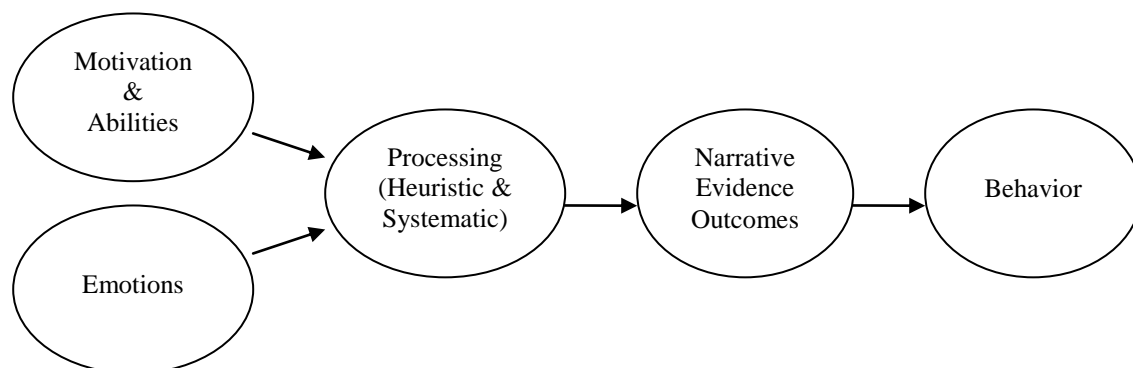 Motivation
&
Abilities
Emotions
Processing
(Heuristic &
Systematic)
Narrative
Evidence
Outcomes
Behavior